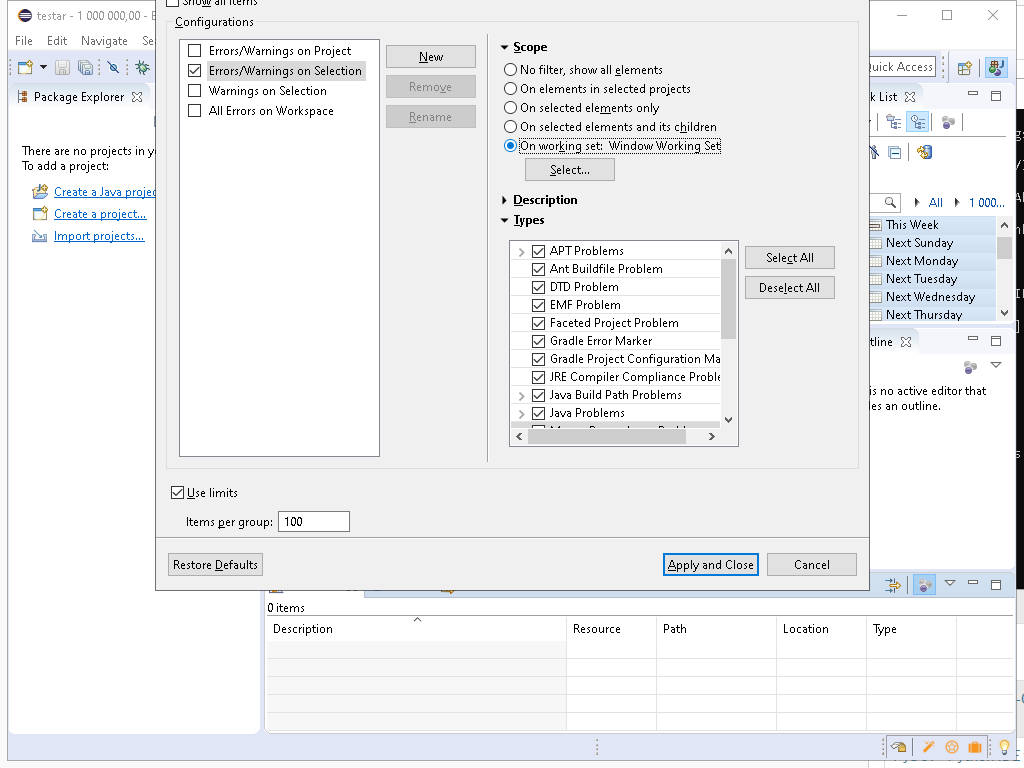 testar - 1 000 000,00 - E
Show all items
File Edit Navigate Se
Configurations
Errors/Warnings on Project
Errors/Warnings on Selection
Warnings on Selection
All Errors on Workspace
New
Remove
Rename
Scope
No filter, show all elements
On elements in selected projects
On selected elements only
On selected elements and its children
On working set: Window Working Set
Select...
Description
Types
APT Problems
Ant Buildfile Problem
DTD Problem
EMF Problem
Faceted Project Problem
Gradle Error Marker
Gradle Project Configuration Ma
JRE Compiler Compliance Proble
Java Build Path Problems
Java Problems
Select All
Deselect All
Use limits
Items per group: 100
Restore Defaults
Apply and Close
Cancel
Package Explorer
There are no projects in y
To add a project:
Create a Java projec
Create a project...
Import projects...
uick Access
k List
All 1 000...
This Week
Next Sunday
Next Monday
Next Tuesday
Next Wednesday
Next Thursday
tline
is no active editor that
les an outline.
0 items
Description Resource Path Location Type